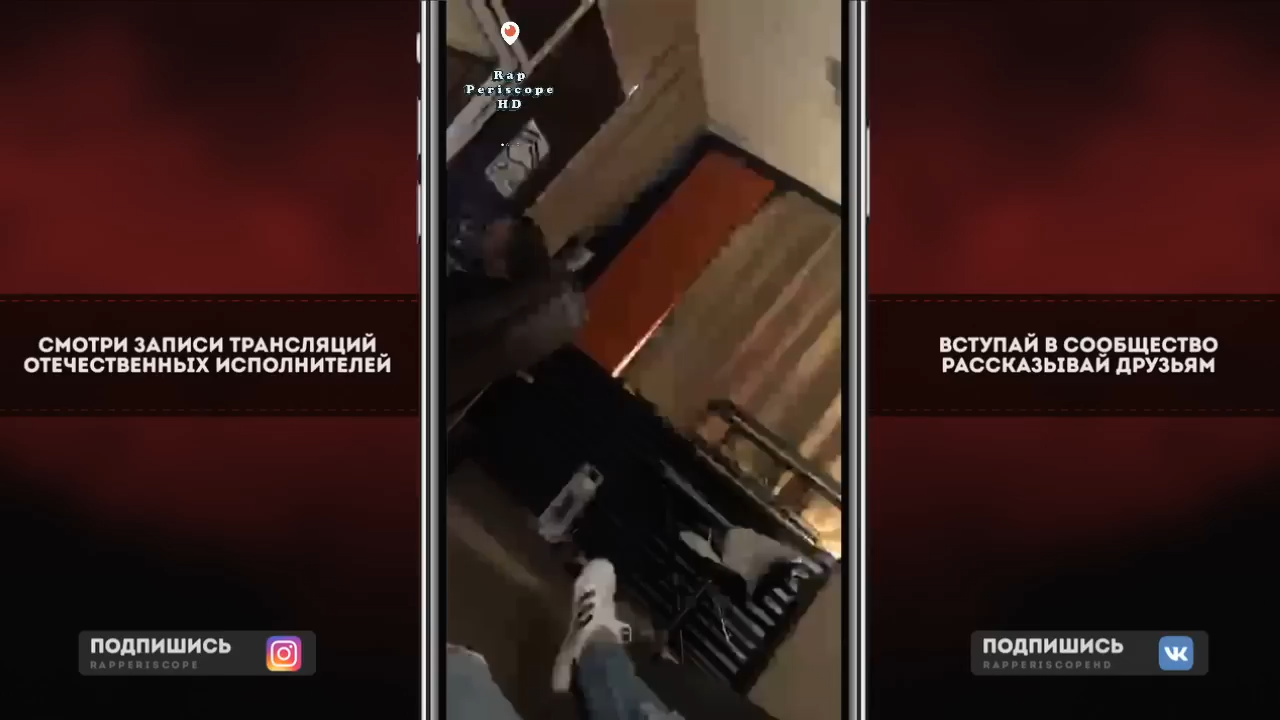 Rap
Periscope
HD
СМОТРИ ЗАПИСИ ТРАНСЛЯЦИЙ
ОТЕЧЕСТВЕННЫХ ИСПОЛНИТЕЛЕЙ
ВСТУПАЙ В СООБЩЕСТВО
РАССКАЗЫВАЙ ДРУЗЬЯМ
ПОДПИШИСЬ
RAPPERISCOPE
ПОДПИШИСЬ
RAPPERISCOPEHD